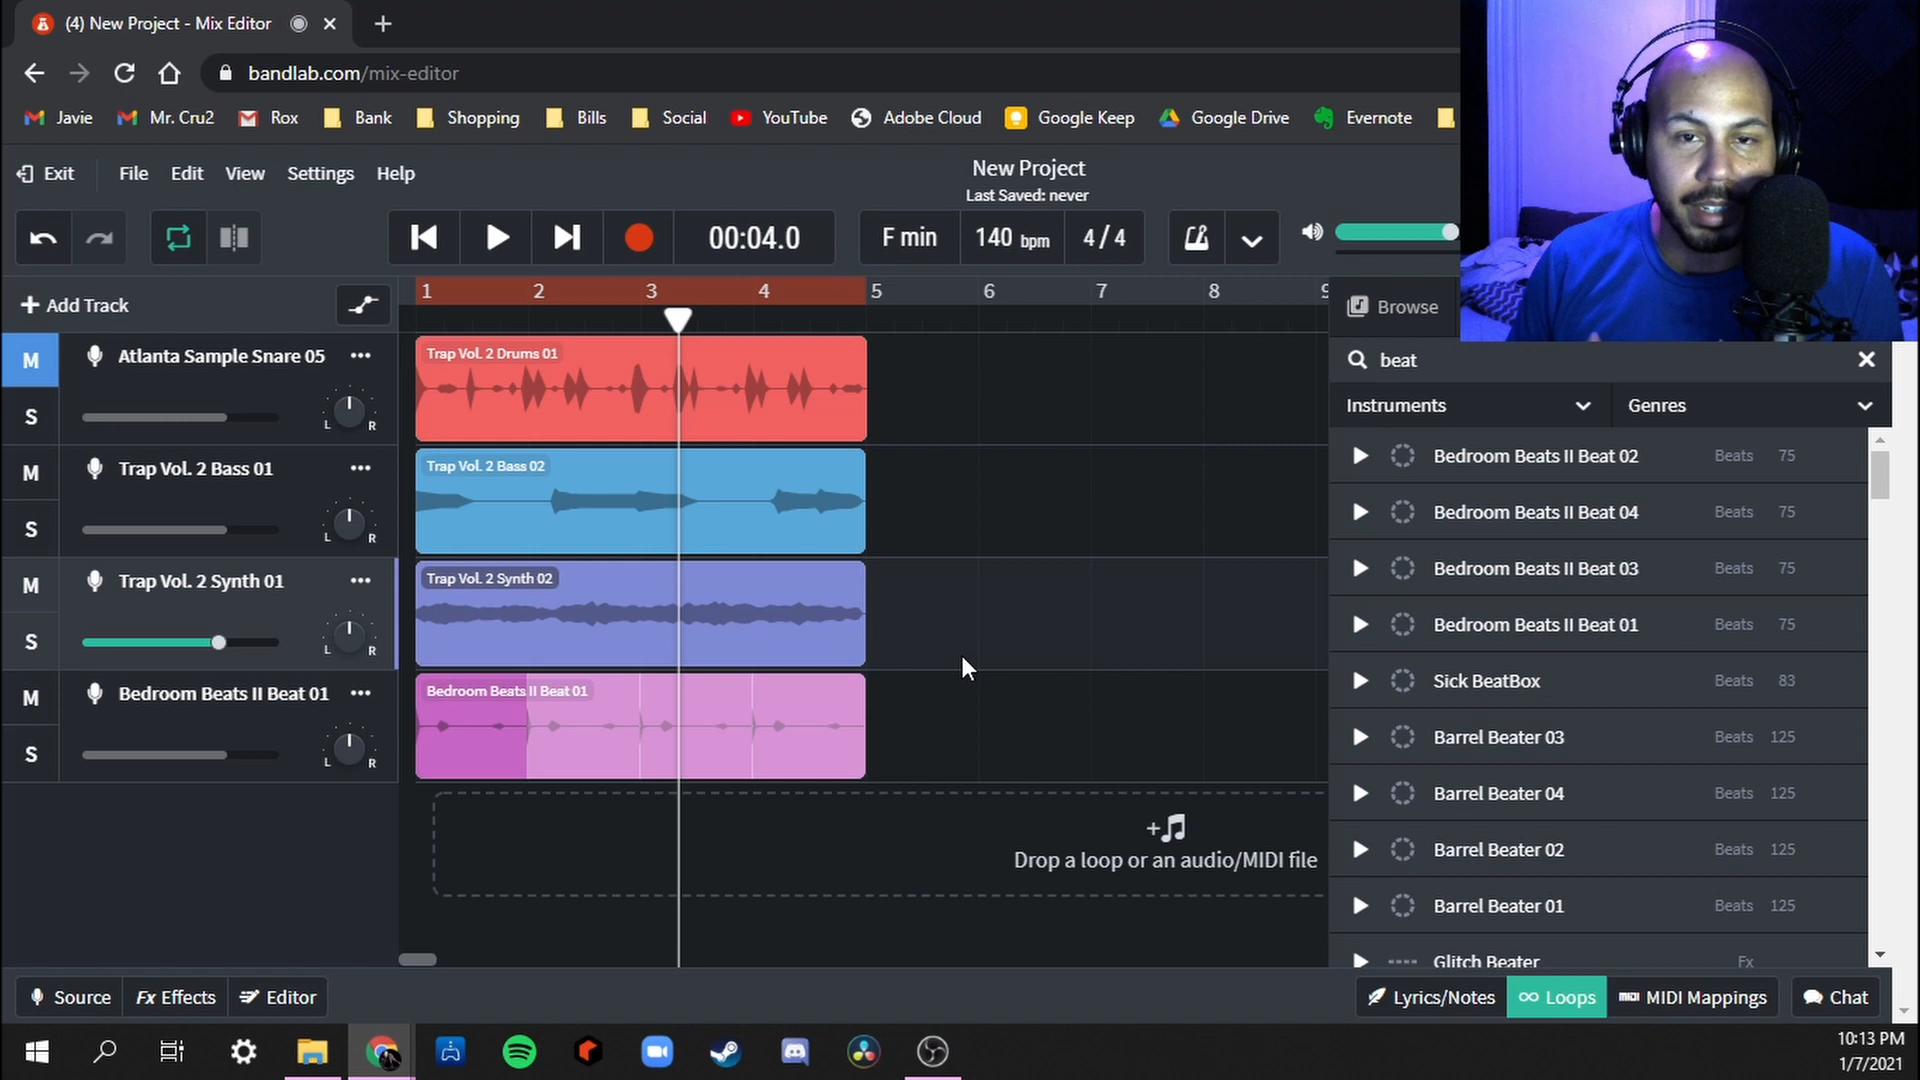 (4) New Project - Mix Editor
bandlab.com/mix-editor
Javie Mr. Cru2 Rox Bank Shopping Bills Social YouTube Adobe Cloud Google Keep Google Drive Evernote
Exit File Edit View Settings Help
New Project
Last Saved: never
00:04.0 F min 140 bpm 4 / 4
Add Track
1 2 3 4 5 6 7 8 9
Browse
M Atlanta Sample Snare 05
S
L R
Trap Vol. 2 Drums 01
M Trap Vol. 2 Bass 01
S
L R
Trap Vol. 2 Bass 02
M Trap Vol. 2 Synth 01
S
L R
Trap Vol. 2 Synth 02
M Bedroom Beats II Beat 01
S
L R
Bedroom Beats II Beat 01
Drop a loop or an audio/MIDI file
beat
Instruments Genres
Bedroom Beats II Beat 02 Beats 75
Bedroom Beats II Beat 04 Beats 75
Bedroom Beats II Beat 03 Beats 75
Bedroom Beats II Beat 01 Beats 75
Sick BeatBox Beats 83
Barrel Beater 03 Beats 125
Barrel Beater 04 Beats 125
Barrel Beater 02 Beats 125
Barrel Beater 01 Beats 125
Glitch Beater Fx
Source Fx Effects Editor
Lyrics/Notes Loops MIDI MIDI Mappings Chat
10:13 PM
1/7/2021